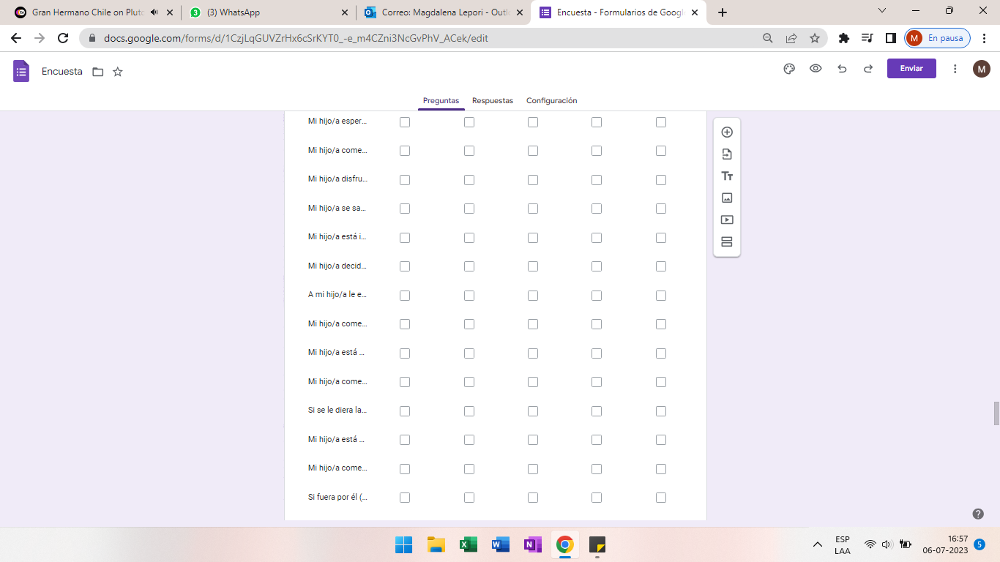 Gran Hermano Chile on Pluto
3
(3) WhatsApp
Correo: Magdalena Lepori - Outl
Encuesta - Formularios de Google
docs.google.com/forms/d/1CzjLqGUVZrHx6cSrKYT0_-e_m4CZni3NcGvPhV_ACek/edit
M
En pausa
Encuesta
Enviar
M
Preguntas
Respuestas
Configuración
Mi hijo/a esper...
Mi hijo/a come...
Mi hijo/a disfru...
Mi hijo/a se sa...
Mi hijo/a está i...
Mi hijo/a decid...
A mi hijo/a le e...
Mi hijo/a come...
Mi hijo/a está ...
Mi hijo/a come...
Si se le diera la...
Mi hijo/a está ...
Mi hijo/a come...
Si fuera por él (...
ESP
LAA
16:57
06-07-2023
5